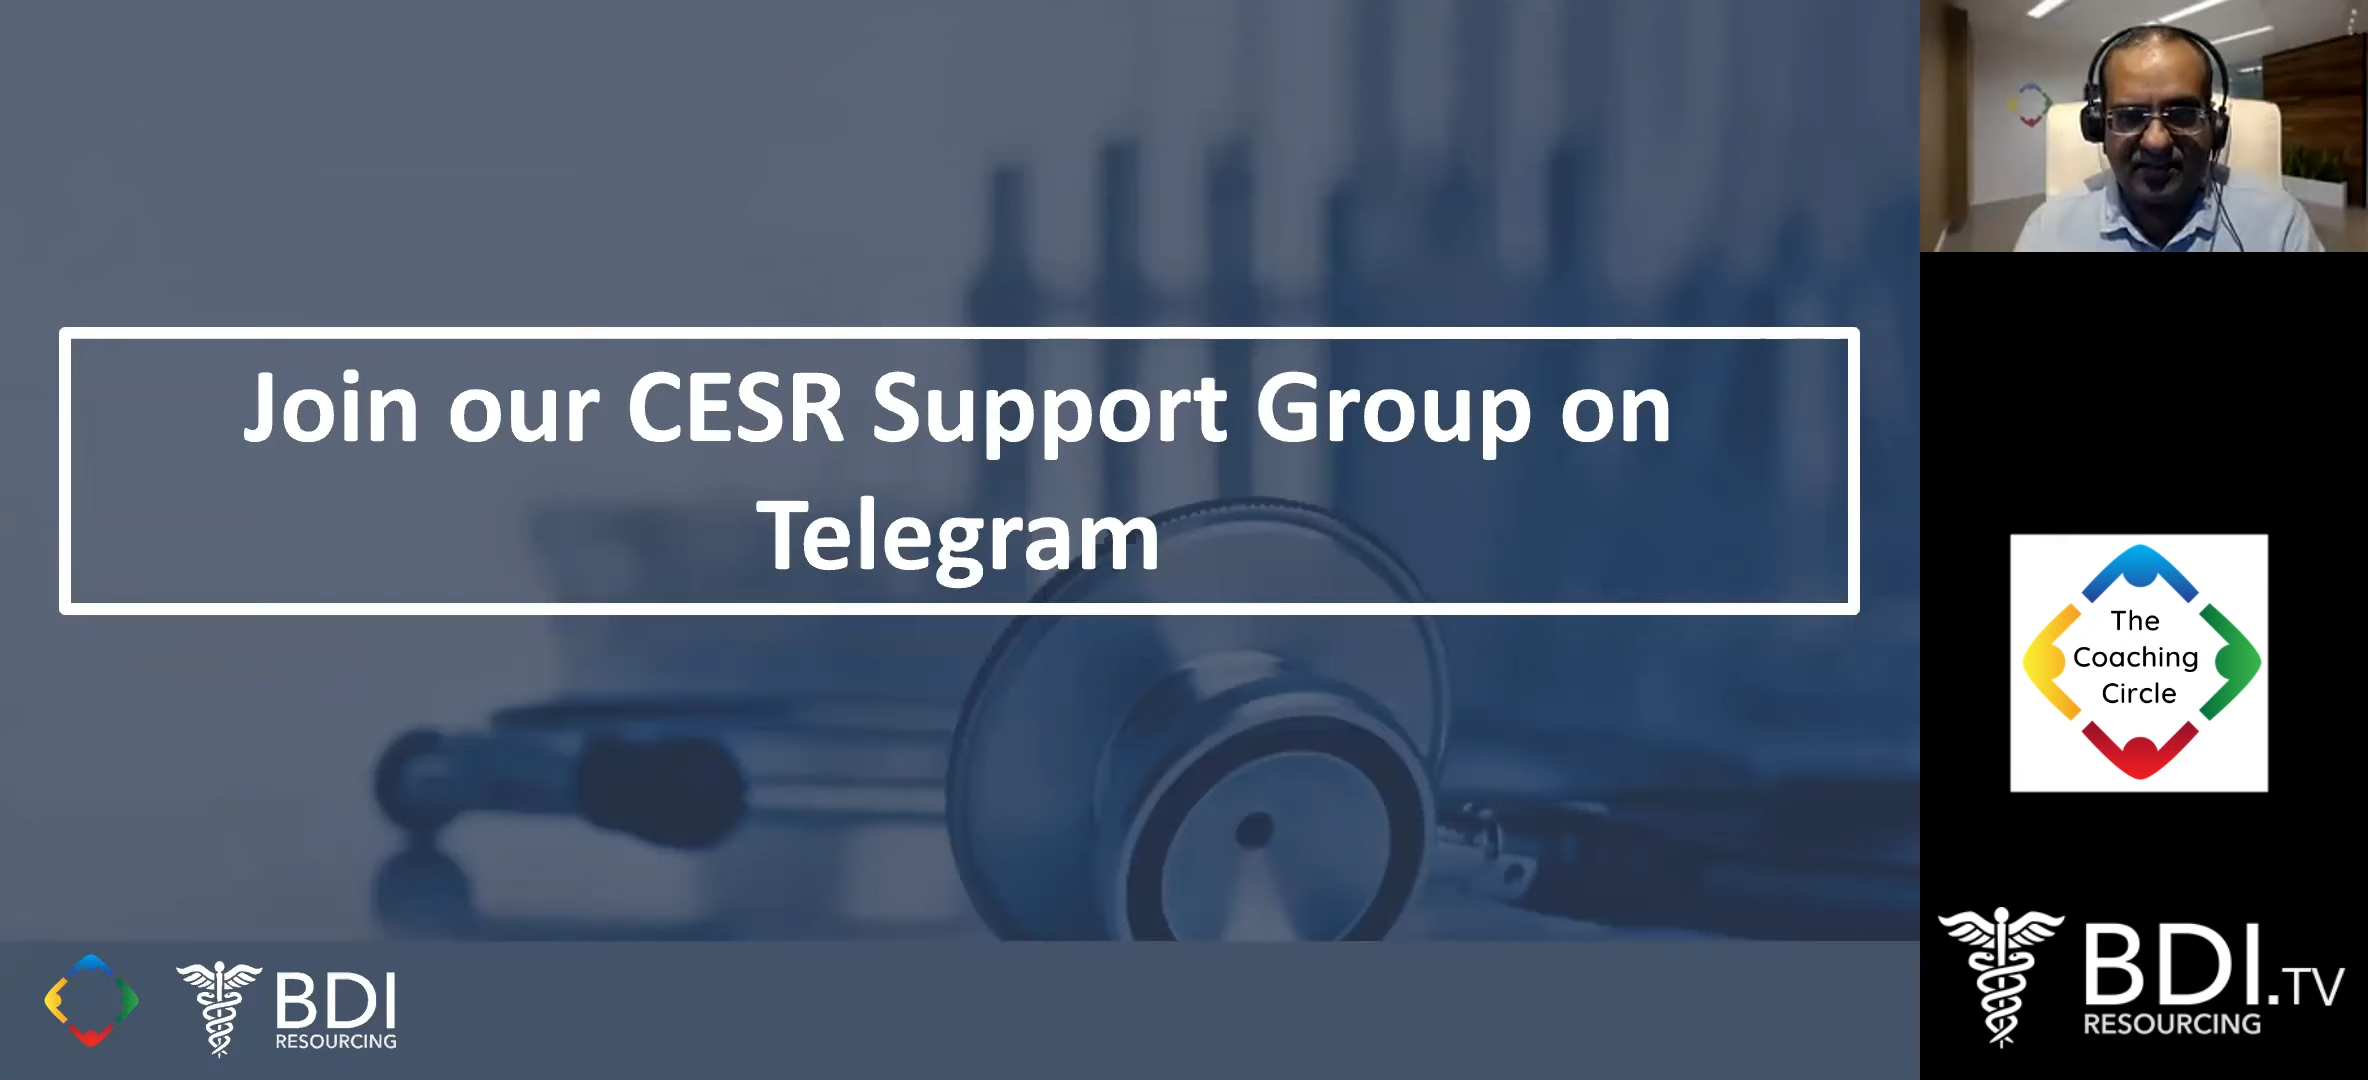 Join our CESR Support Group on
Telegram
BDI
RESOURCING
The
Coaching
Circle
BDI.TV
RESOURCING